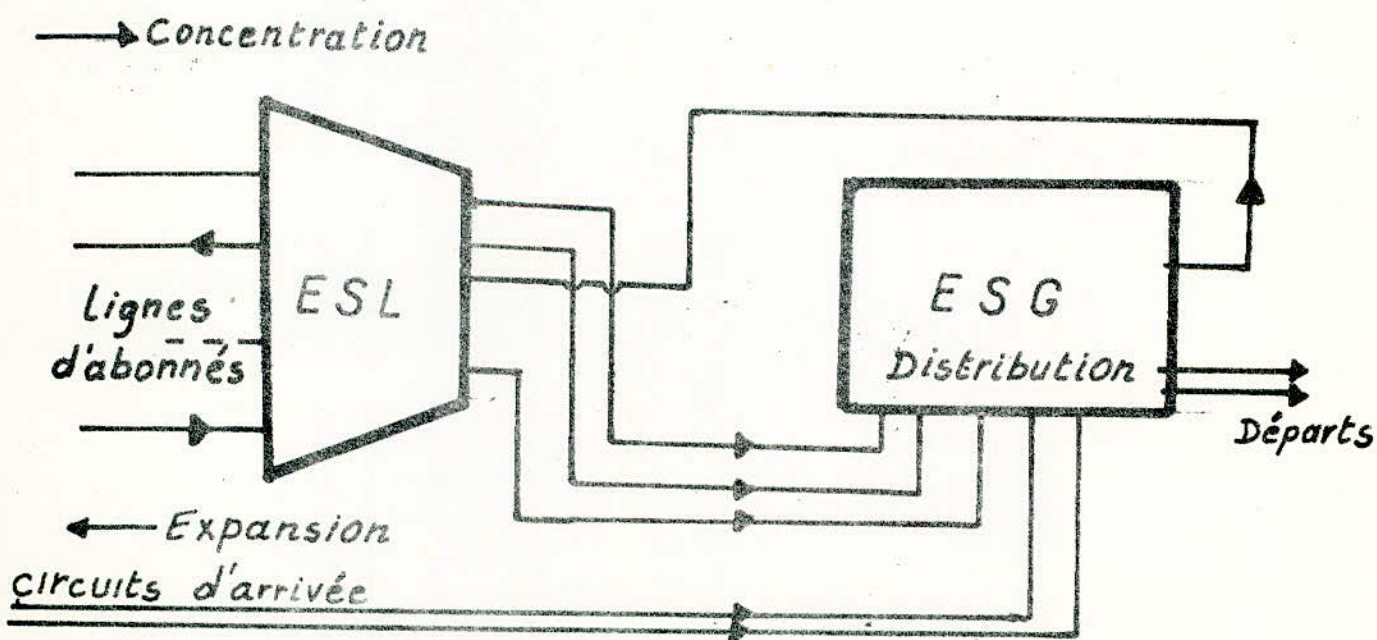 Concentration
ESL
lignes
d'abonnés
ESG
Distribution
Départs
Expansion
circuits d'arrivée